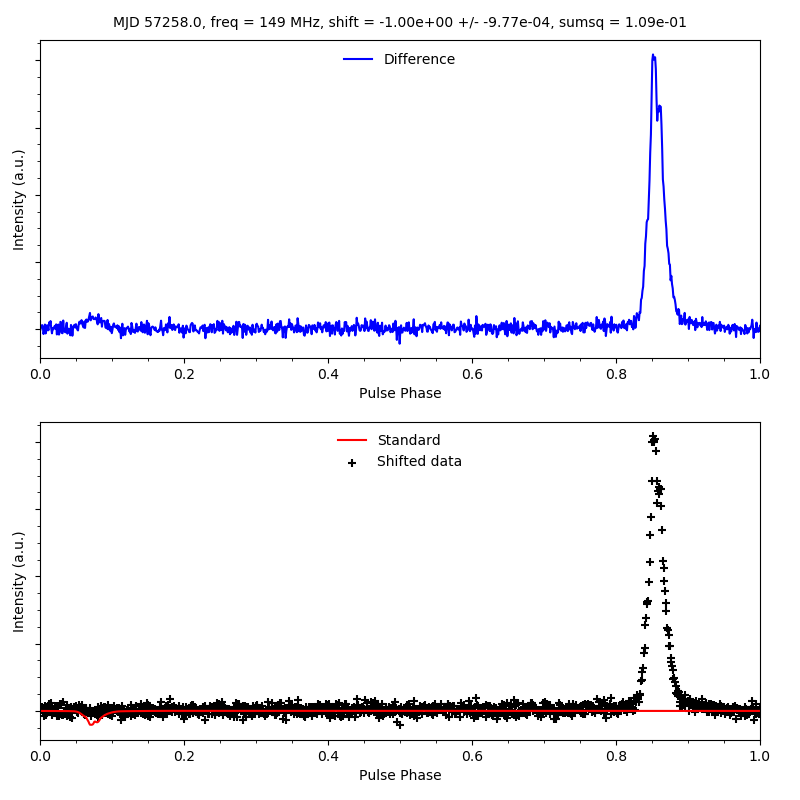 MJD 57258.0, freq = 149 MHz, shift = -1.00e+00 +/- -9.77e-04, sumsq = 1.09e-01
Difference
Intensity (a.u.)
0.0 0.2 0.4 0.6 0.8 1.0
Pulse Phase
Standard
Shifted data
Intensity (a.u.)
0.0 0.2 0.4 0.6 0.8 1.0
Pulse Phase